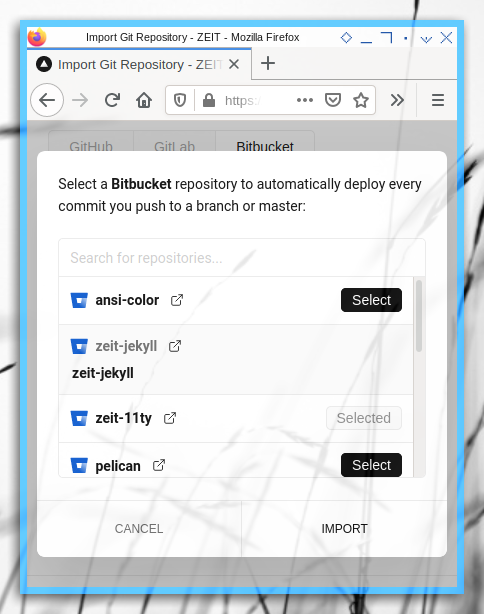 Import Git Repository - ZEIT - Mozilla Firefox
Import Git Repository - ZEIT
https:
GitHub
GitLab
Bitbucket
Select a Bitbucket repository to automatically deploy every
commit you push to a branch or master:
Search for repositories...
ansi-color
Select
zeit-jekyll
zeit-jekyll
zeit-11ty
Selected
pelican
Select
CANCEL
IMPORT